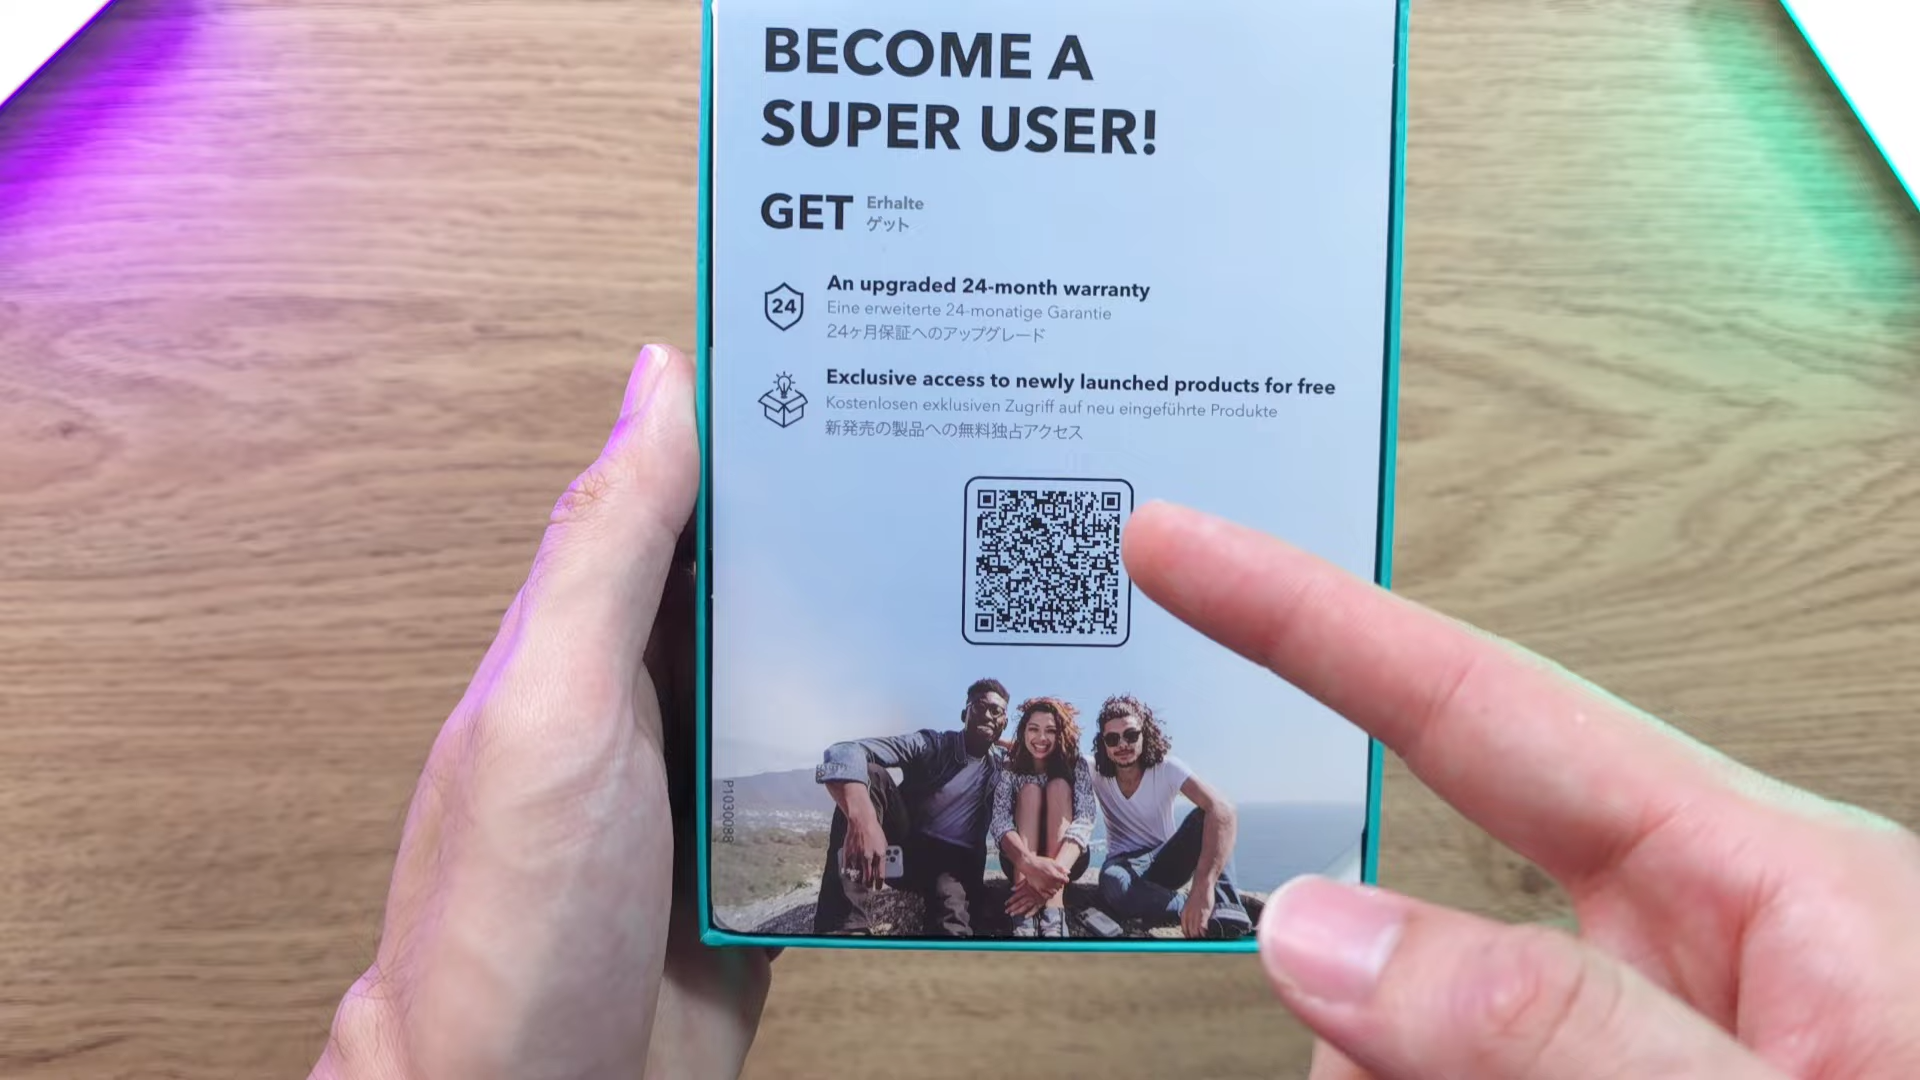 BECOME A
SUPER USER!
GET
Erhalte
ゲット
24
An upgraded 24-month warranty
Eine erweiterte 24-monatige Garantie
24ヶ月保証へのアップグレード
Exclusive access to newly launched products for free
Kostenlosen exklusiven Zugriff auf neu eingeführte Produkte
新発売の製品への無料独占アクセス
P1030088